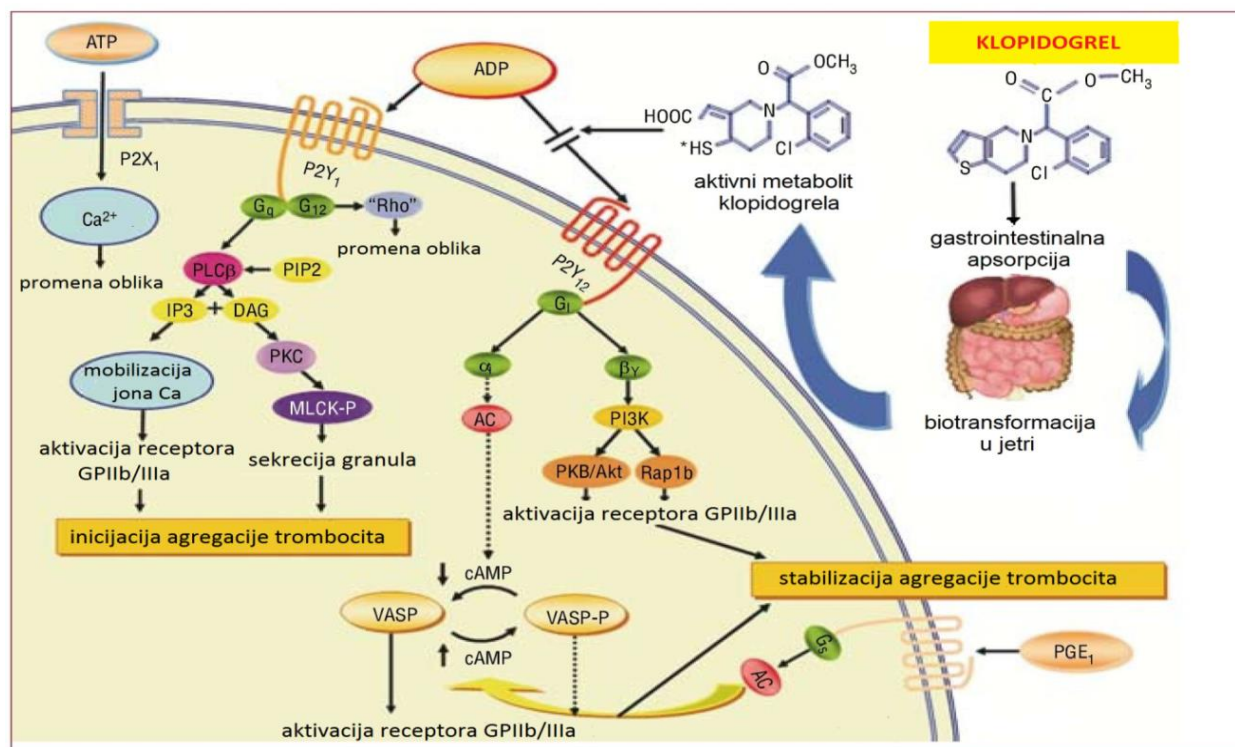 ATP
P2X1
Ca2+
promena oblika
ADP
P2Y1
Gq
G12
“Rho”
promena oblika
PLCβ
PIP2
IP3
+
DAG
PKC
mobilizacija
jona Ca
MLCK-P
aktivacija receptora
GPIIb/IIIa
sekrecija granula
inicijacija agregacije trombocita
P2Y12
GI
αi
βγ
AC
PI3K
PKB/Akt
Rap1b
aktivacija receptora GPIIb/IIIa
cAMP
VASP
VASP-P
cAMP
aktivacija receptora GPIIb/IIIa
stabilizacija agregacije trombocita
Gs
AC
PGE1
O
OCH3
HOOC
N
*HS
Cl
aktivni metabolit
klopidogrela
KLOPIDOGREL
O
O
CH3
C
N
S
Cl
gastrointestinalna
apsorpcija
biotransformacija
u jetri